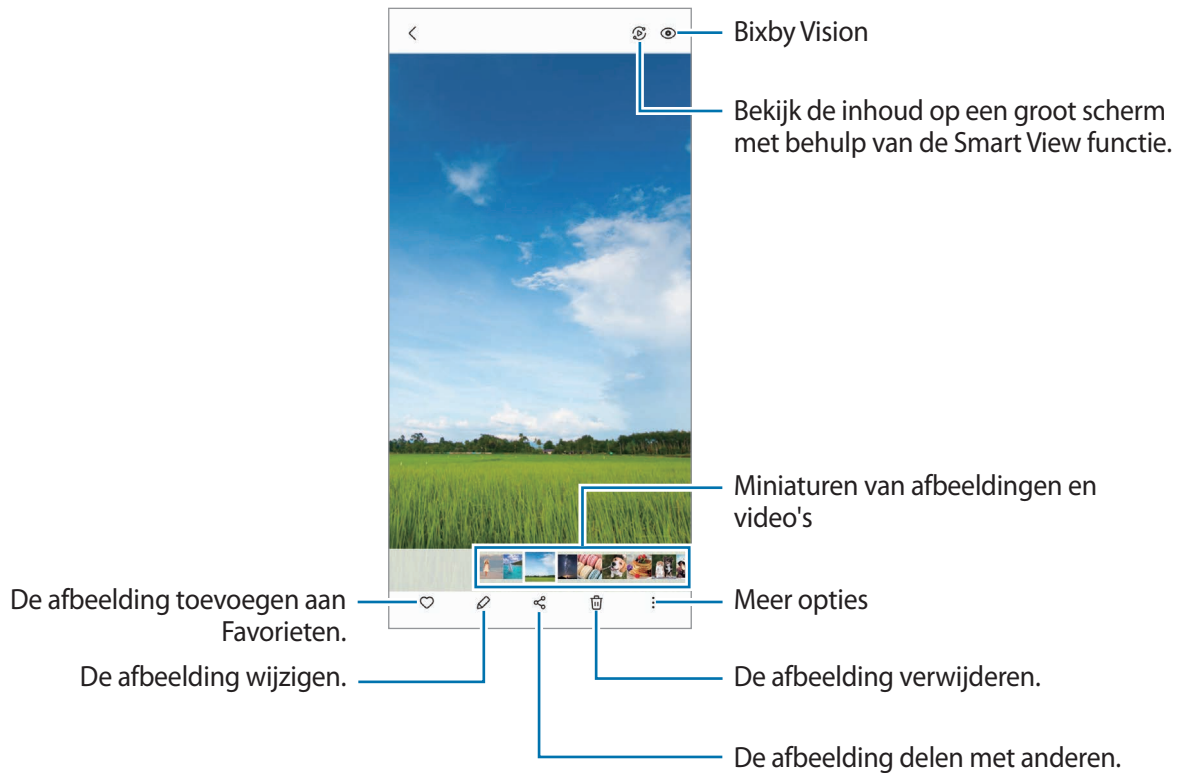 Bixby Vision
Bekijk de inhoud op een groot scherm
met behulp van de Smart View functie.
Miniaturen van afbeeldingen en
video's
De afbeelding toevoegen aan
Favorieten.
Meer opties
De afbeelding wijzigen.
De afbeelding verwijderen.
De afbeelding delen met anderen.